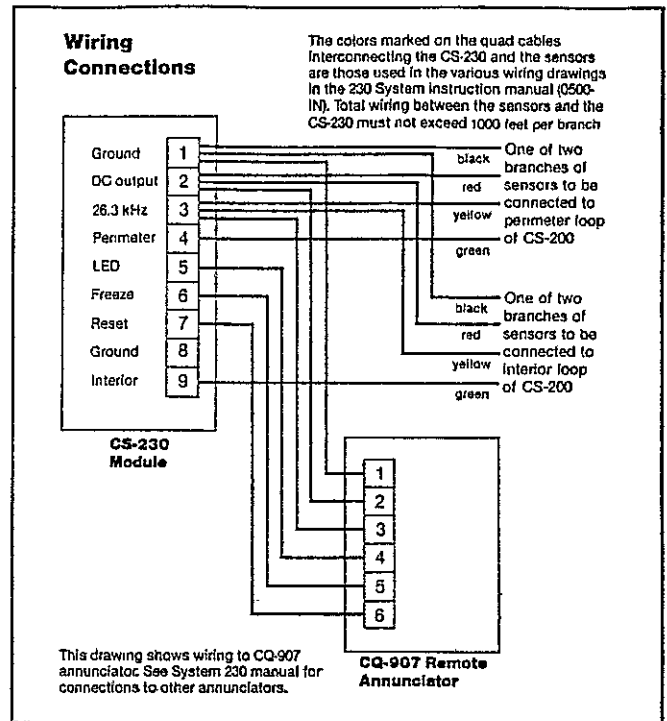 Wiring
Connections
The colors marked on the quad cables
interconnecting the CS-230 and the sensors
are those used in the various wiring drawings
in the 230 System instruction manual (0500-
IN). Total wiring between the sensors and the
CS-230 must not exceed 1000 feet per branch
Ground 1
DC output 2
26.3 kHz 3
Perimeter 4
LED 5
Freeze 6
Reset 7
Ground 8
Interior 9
CS-230
Module
black
red
yellow
green
One of two
branches of
sensors to be
connected to
perimeter loop
of CS-200
black
red
yellow
green
One of two
branches of
sensors to be
connected to
interior loop
of CS-200
1
2
3
4
5
6
CQ-907 Remote
Annunciator
This drawing shows wiring to CQ-907
annunciator. See System 230 manual for
connections to other annunciators.